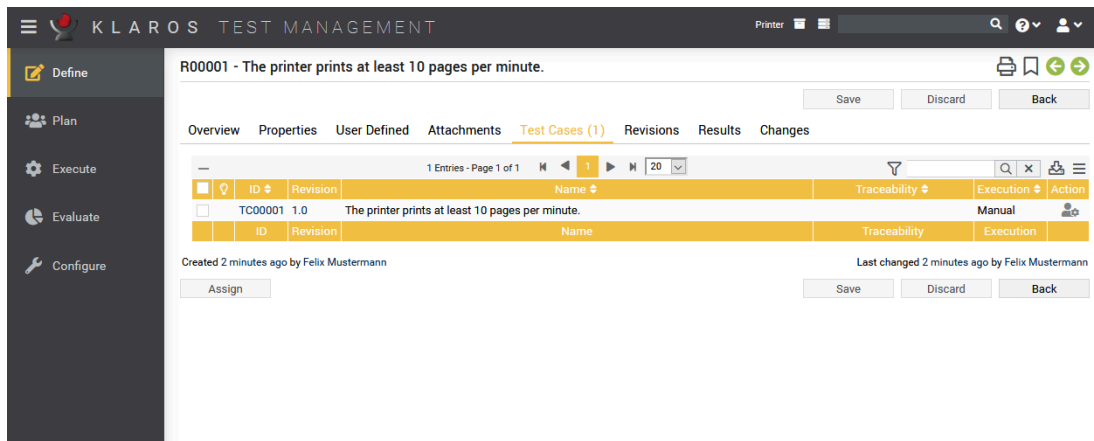 KLAROS TEST MANAGEMENT Printer
Define
R00001 - The printer prints at least 10 pages per minute.
Save Discard Back
Plan
Overview Properties User Defined Attachments Test Cases (1) Revisions Results Changes
Execute
1 Entries - Page 1 of 1 1 20
ID Revision Name Traceability Execution Action
TC00001 1.0 The printer prints at least 10 pages per minute. Manual
Evaluate
ID Revision Name Traceability Execution
Configure
Created 2 minutes ago by Felix Mustermann Last changed 2 minutes ago by Felix Mustermann
Assign Save Discard Back